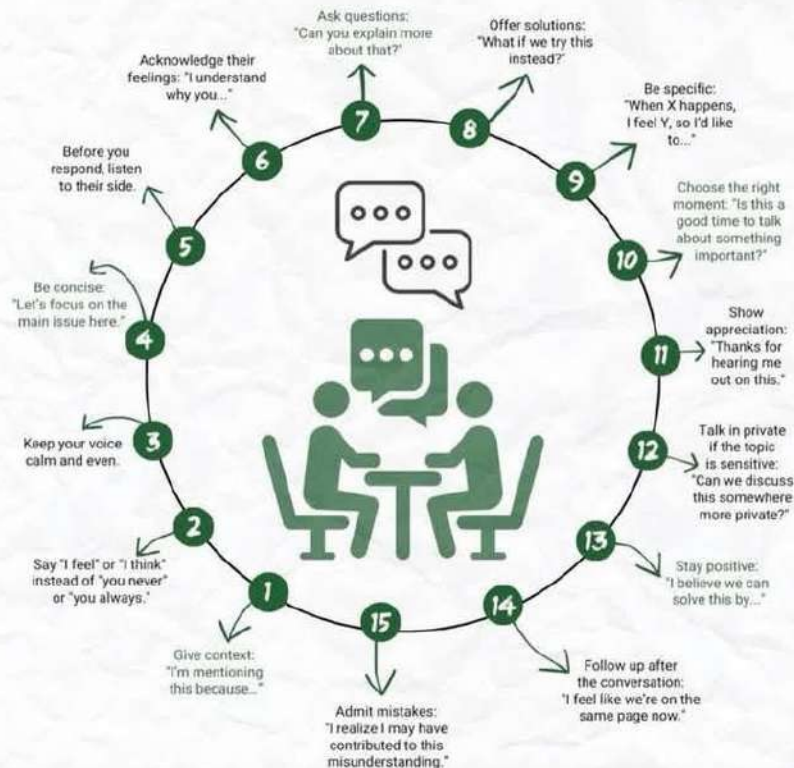 1
Give context:
"I'm mentioning
this because..."
2
Say "I feel" or "I think"
instead of "you never"
or "you always."
3
Keep your voice
calm and even.
4
Be concise:
"Let's focus on the
main issue here."
5
Before you
respond, listen
to their side.
6
Acknowledge their
feelings: "I understand
why you..."
7
Ask questions:
"Can you explain more
about that?"
8
Offer solutions:
"What if we try this
instead?"
9
Be specific:
"When X happens,
I feel Y, so I'd like
to..."
10
Choose the right
moment: "Is this a
good time to talk
about something
important?"
11
Show
appreciation:
"Thanks for
hearing me
out on this."
12
Talk in private
if the topic
is sensitive:
"Can we discuss
this somewhere
more private?"
13
Stay positive:
"I believe we can
solve this by..."
14
Follow up after
the conversation:
"I feel like we're on the
same page now."
15
Admit mistakes:
"I realize I may have
contributed to this
misunderstanding."